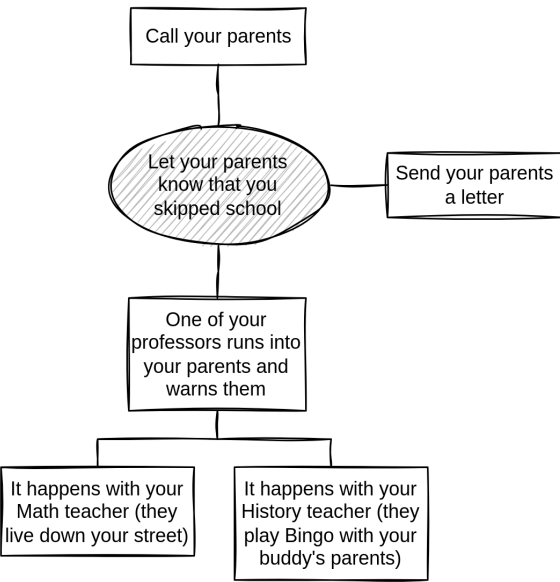 Call your parents
Let your parents
know that you
skipped school
Send your parents
a letter
One of your
professors runs into
your parents and
warns them
It happens with your
Math teacher (they
live down your street)
It happens with your
History teacher (they
play Bingo with your
buddy's parents)